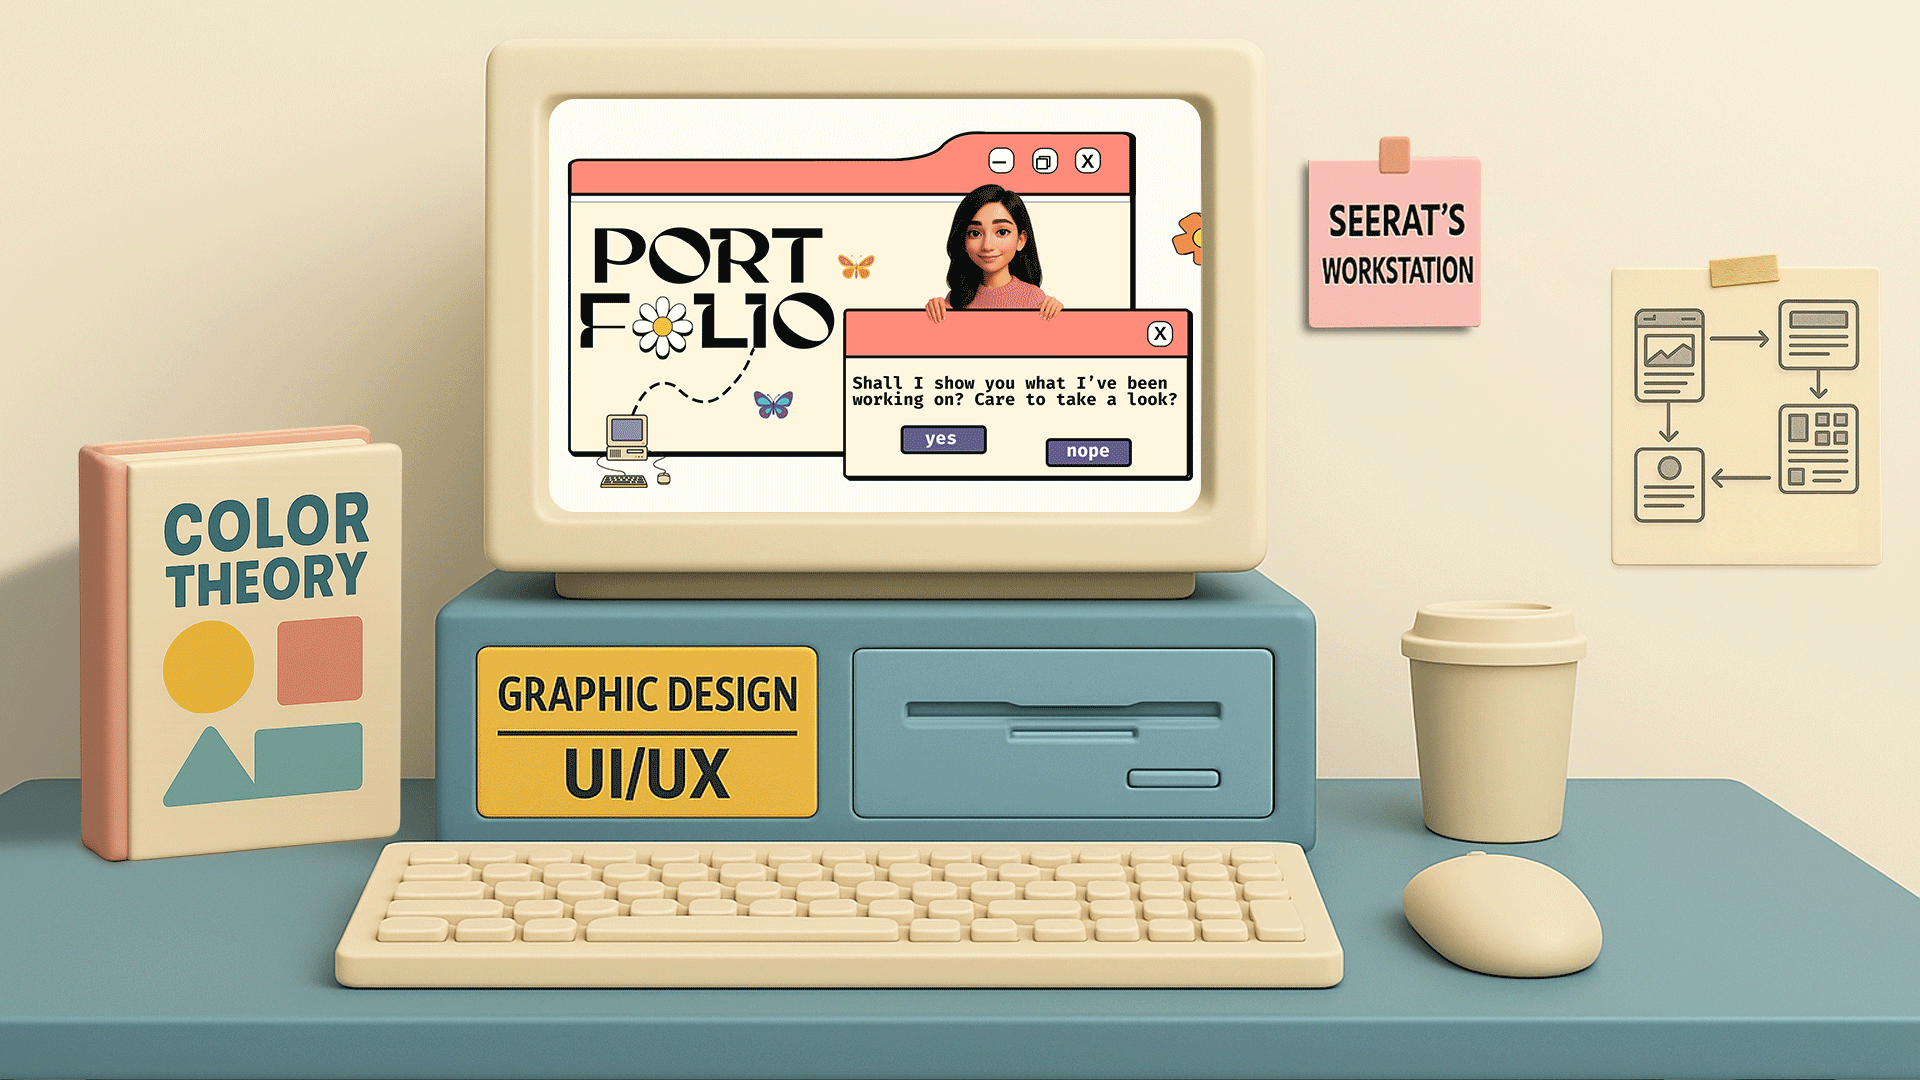 PORT
FOLIO
X
X
Shall I show you what I've been
working on? Care to take a look?
yes
nope
SEERAT'S
WORKSTATION
COLOR
THEORY
GRAPHIC DESIGN
UI/UX